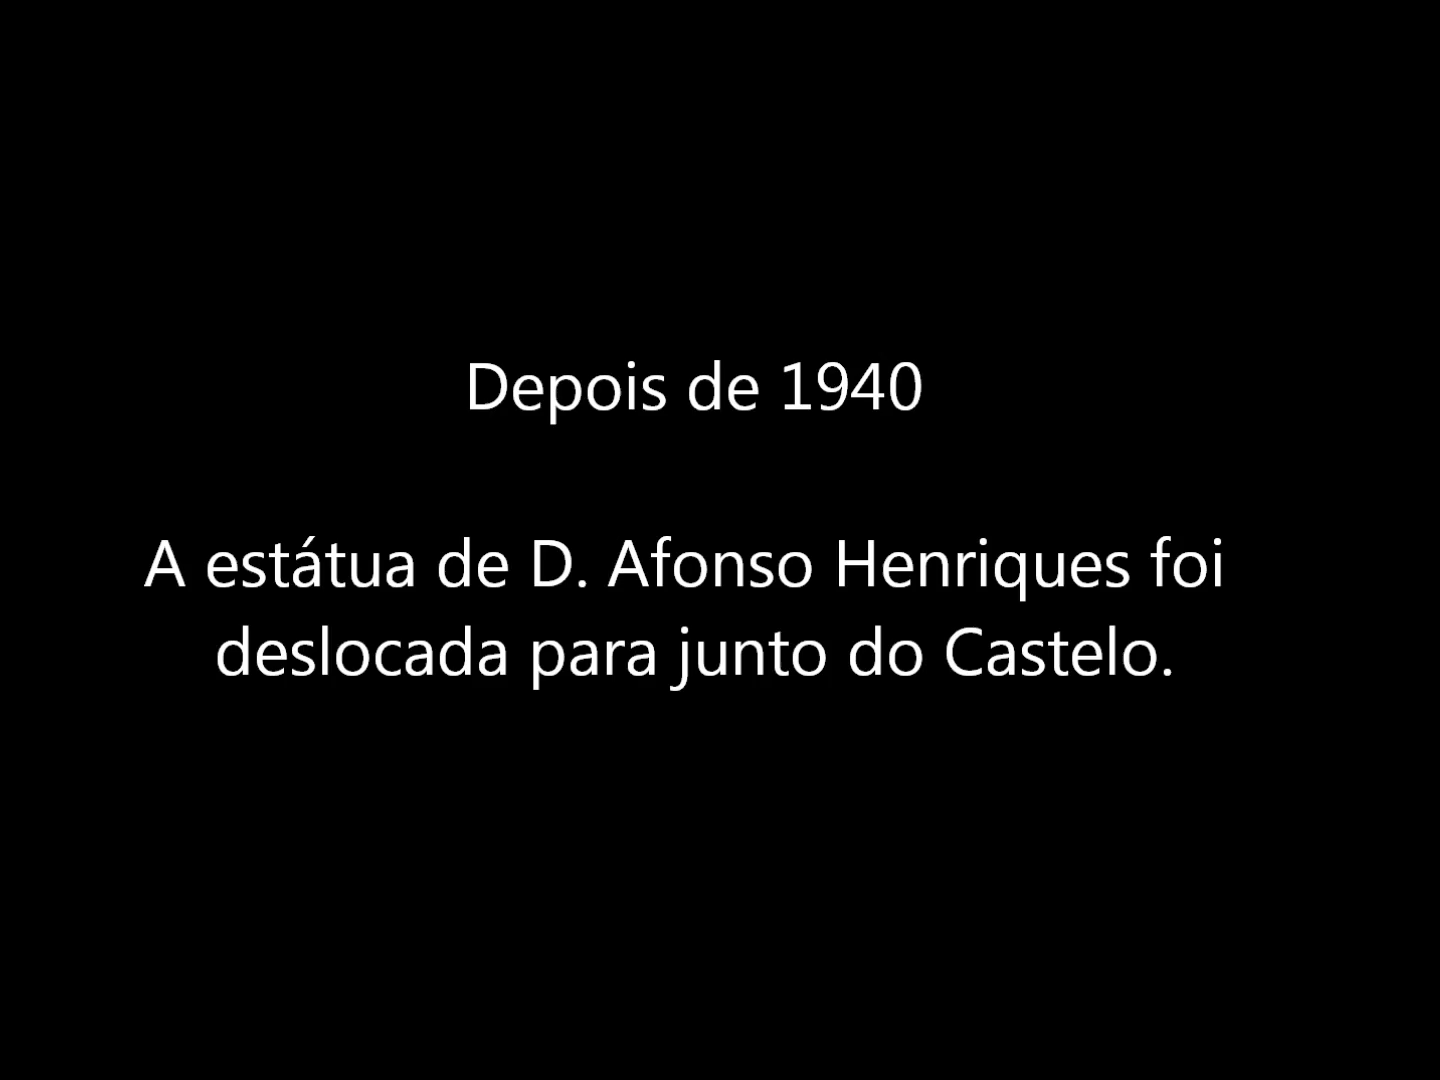 Depois de 1940
A estátua de D. Afonso Henriques foi
deslocada para junto do Castelo.